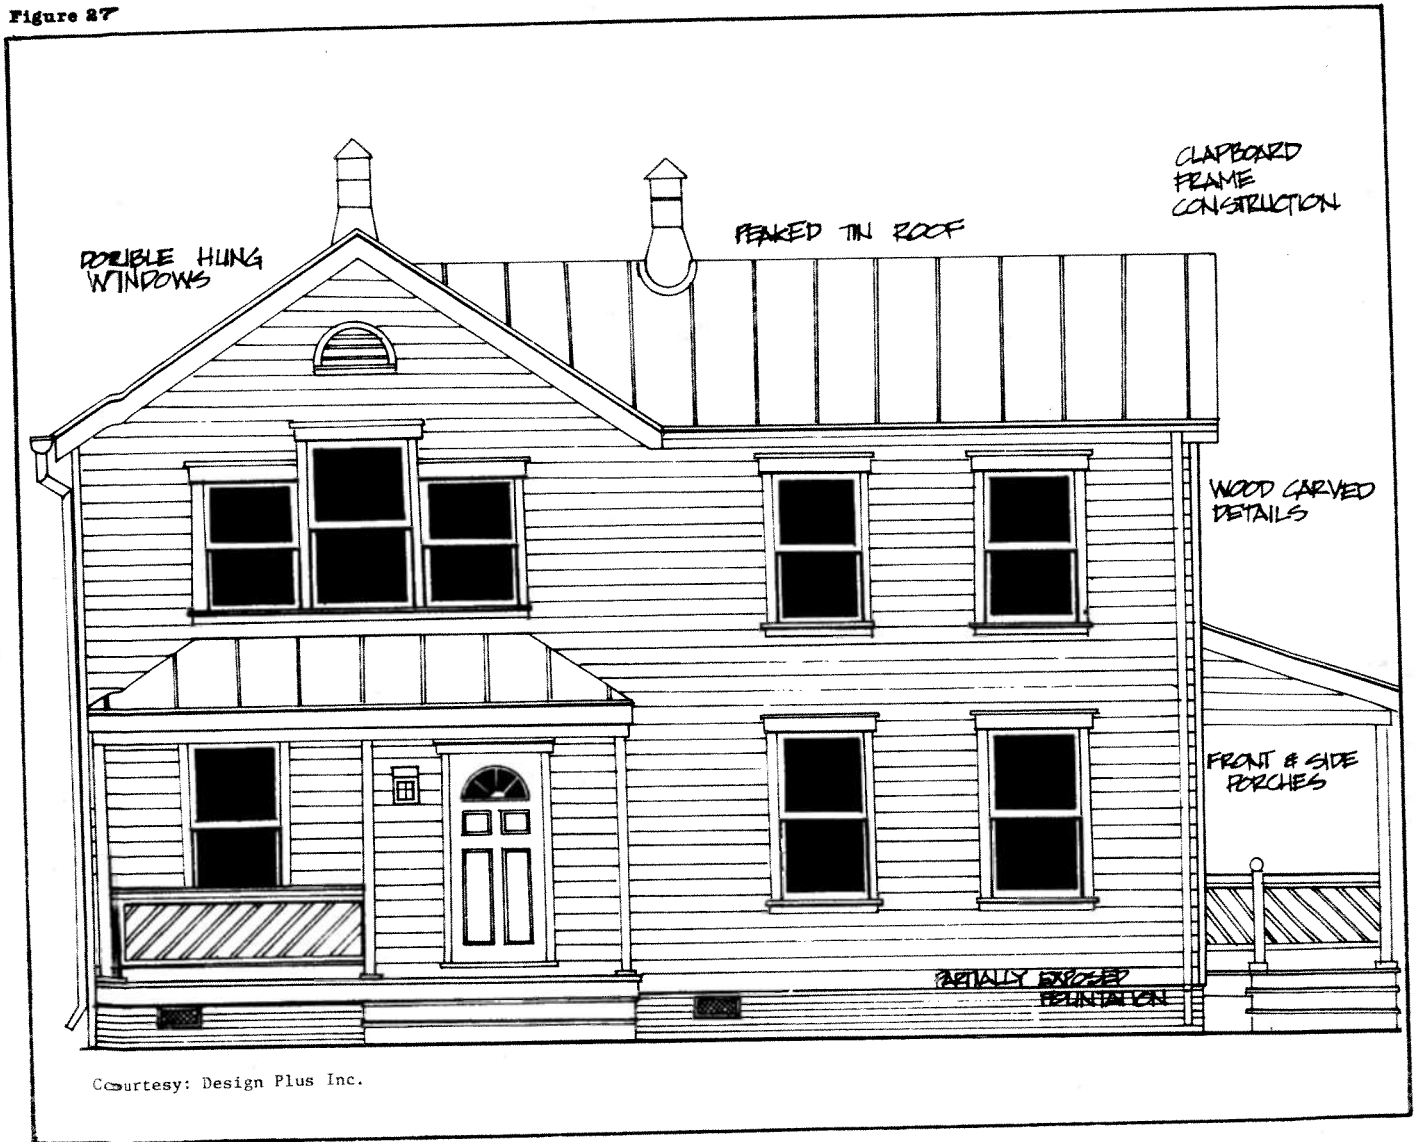 Figure 27
CLAPBOARD
FRAME
CONSTRUCTION
PEAKED TIN ROOF
DOUBLE HUNG
WINDOWS
WOOD CARVED
DETAILS
FRONT & SIDE
PORCHES
PARTIALLY EXPOSED
FOUNTATION
Courtesy: Design Plus Inc.